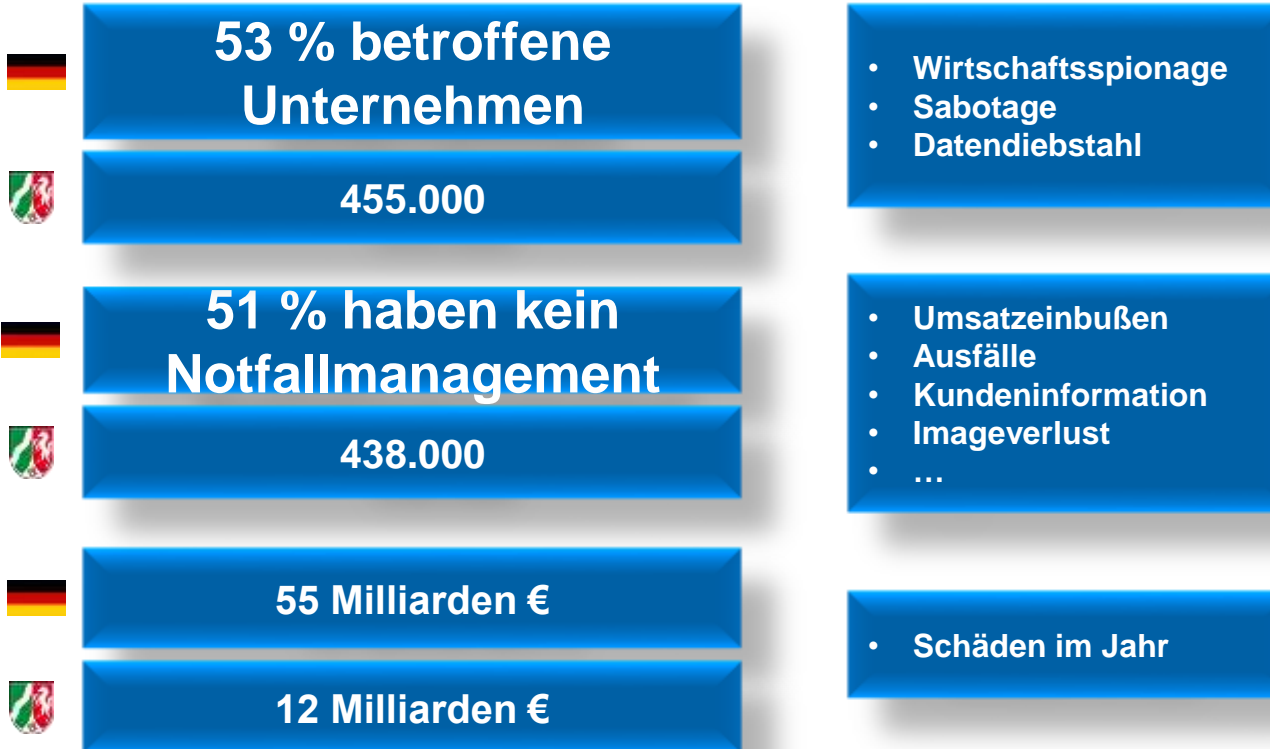 53 % betroffene
Unternehmen
455.000
• Wirtschaftsspionage
• Sabotage
• Datendiebstahl
51 % haben kein
Notfallmanagement
438.000
• Umsatzeinbußen
• Ausfälle
• Kundeninformation
• Imageverlust
• …
55 Milliarden €
12 Milliarden €
• Schäden im Jahr